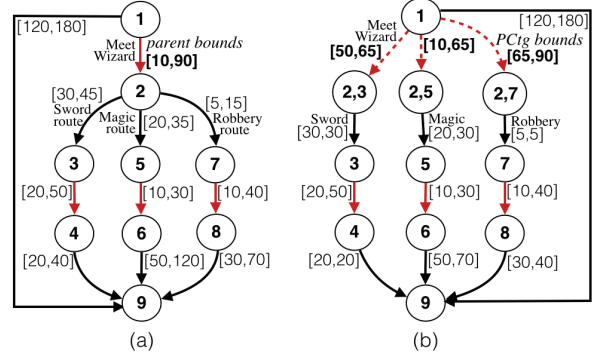 1
[120,180]
Meet
Wizard
parent bounds
[10,90]
2
[30,45]
Sword
route
Magic
route
[20,35]
[5,15]
Robbery
route
3
5
7
[20,50]
[10,30]
[10,40]
4
6
8
[20,40]
[50,120]
[30,70]
9
(a)
1
[120,180]
Meet
Wizard
[50,65]
[10,65]
PCtg bounds
[65,90]
2,3
2,5
2,7
Sword
[30,30]
Magic
[20,30]
Robbery
[5,5]
3
5
7
[20,50]
[10,30]
[10,40]
4
6
8
[20,20]
[50,70]
[30,40]
9
(b)